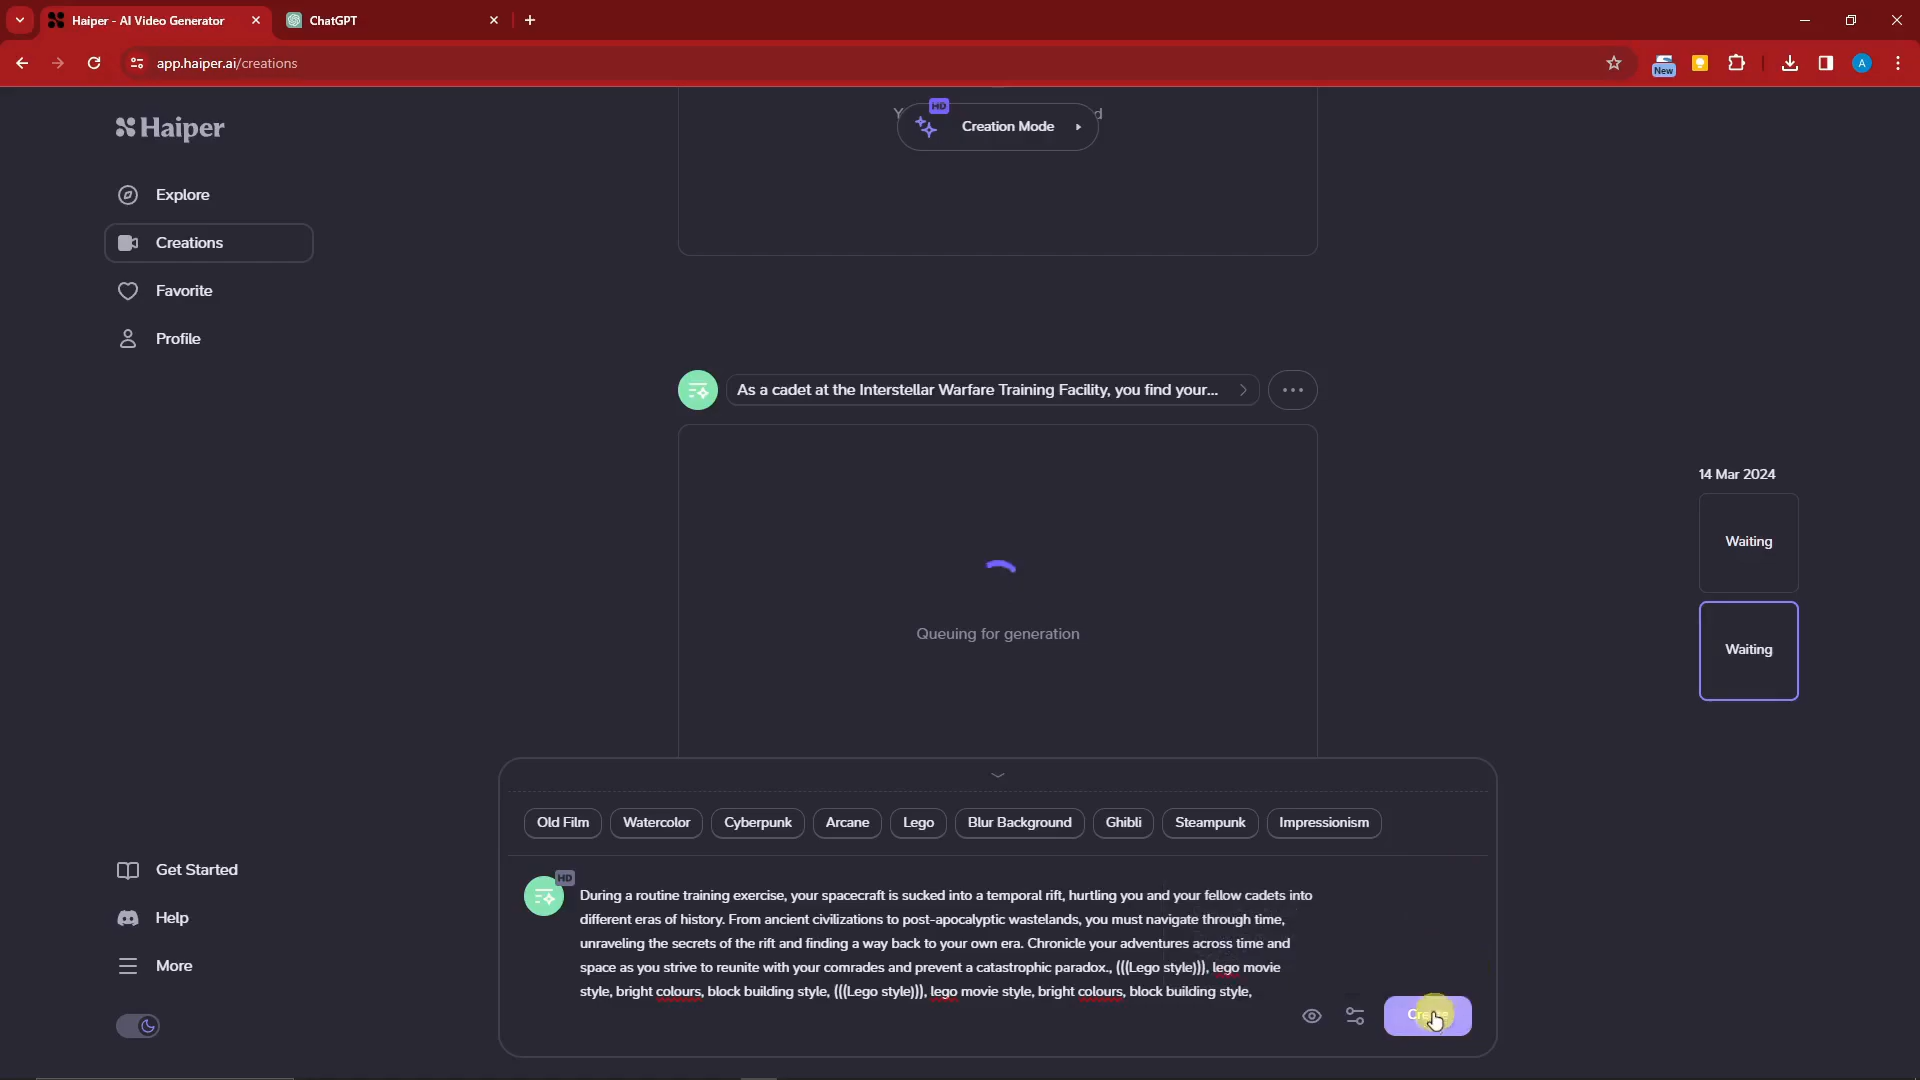 Haiper - AI Video Generator
ChatGPT
app.haiper.ai/creations
New
A
Haiper
HD
Creation Mode
Explore
Creations
Favorite
Profile
As a cadet at the Interstellar Warfare Training Facility, you find your...
Queuing for generation
14 Mar 2024
Waiting
Waiting
Old Film
Watercolor
Cyberpunk
Arcane
Lego
Blur Background
Ghibli
Steampunk
Impressionism
HD
During a routine training exercise, your spacecraft is sucked into a temporal rift, hurtling you and your fellow cadets into
different eras of history. From ancient civilizations to post-apocalyptic wastelands, you must navigate through time,
unraveling the secrets of the rift and finding a way back to your own era. Chronicle your adventures across time and
space as you strive to reunite with your comrades and prevent a catastrophic paradox., (((Lego style))), lego movie
style, bright colours, block building style, (((Lego style))), lego movie style, bright colours, block building style,
Get Started
Help
More